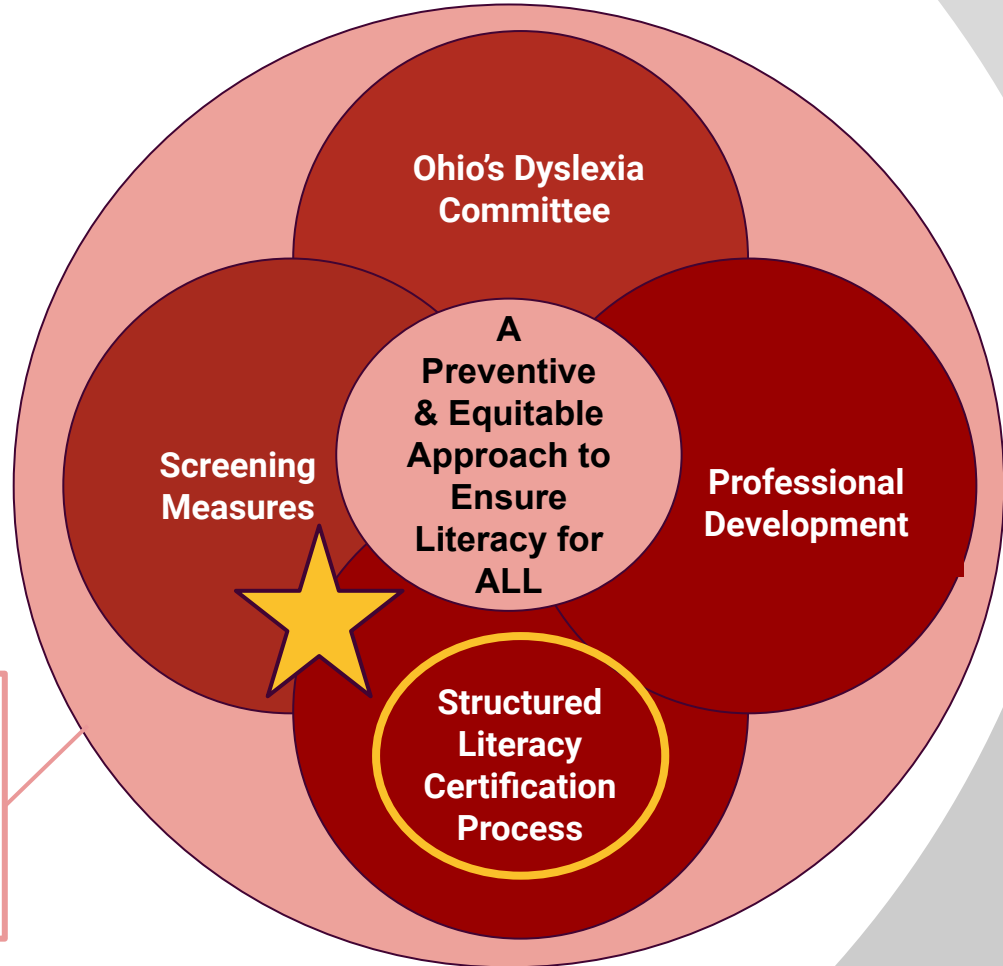 Ohio's Dyslexia
Committee
A
Preventive
& Equitable
Approach to
Ensure
Literacy for
ALL
Screening
Measures
Professional
Development
Structured
Literacy
Certification
Process